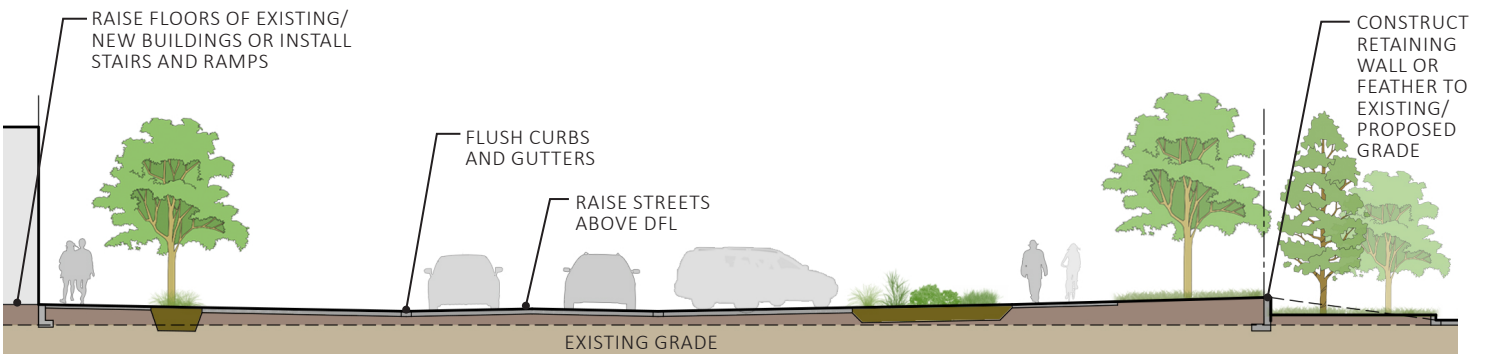 RAISE FLOORS OF EXISTING/
NEW BUILDINGS OR INSTALL
STAIRS AND RAMPS
FLUSH CURBS
AND GUTTERS
RAISE STREETS
ABOVE DFL
CONSTRUCT
RETAINING
WALL OR
FEATHER TO
EXISTING/
PROPOSED
GRADE
EXISTING GRADE